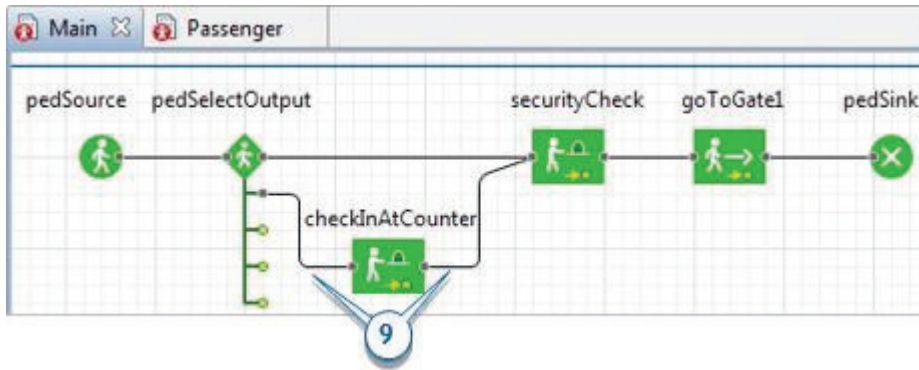 Main Passenger
pedSource pedSelectOutput securityCheck goToGate1 pedSink
checkInAtCounter
9